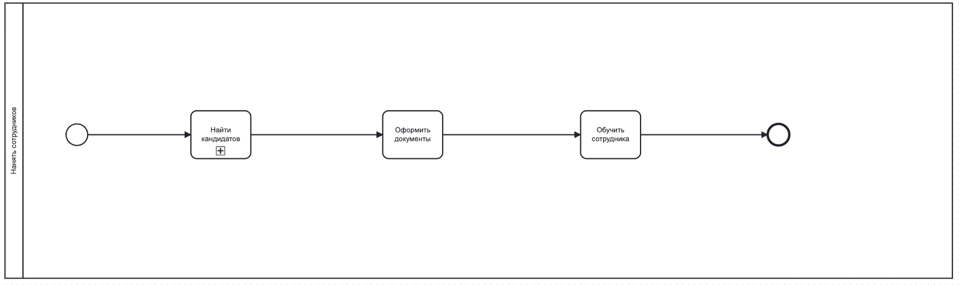 Нанять сотрудников
Найти
кандидатов
Оформить
документы
Обучить
сотрудника